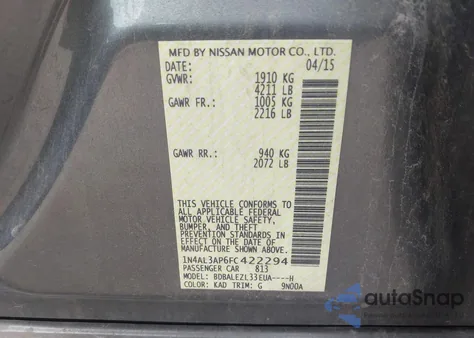 MFD BY NISSAN MOTOR CO., LTD.
DATE: 04/15
GVWR: 1910 KG
4211 LB
GAWR FR.: 1005 KG
2216 LB
GAWR RR.: 940 KG
2072 LB
THIS VEHICLE CONFORMS TO
ALL APPLICABLE FEDERAL
MOTOR VEHICLE SAFETY,
BUMPER, AND THEFT
PREVENTION STANDARDS IN
EFFECT ON THE DATE OF
MANUFACTURE SHOWN ABOVE.
1N4AL3AP6FC422294
PASSENGER CAR 813
MODEL: BDBALEZL33EUA----H
COLOR: KAD TRIM: G 9N00A
autoSnap